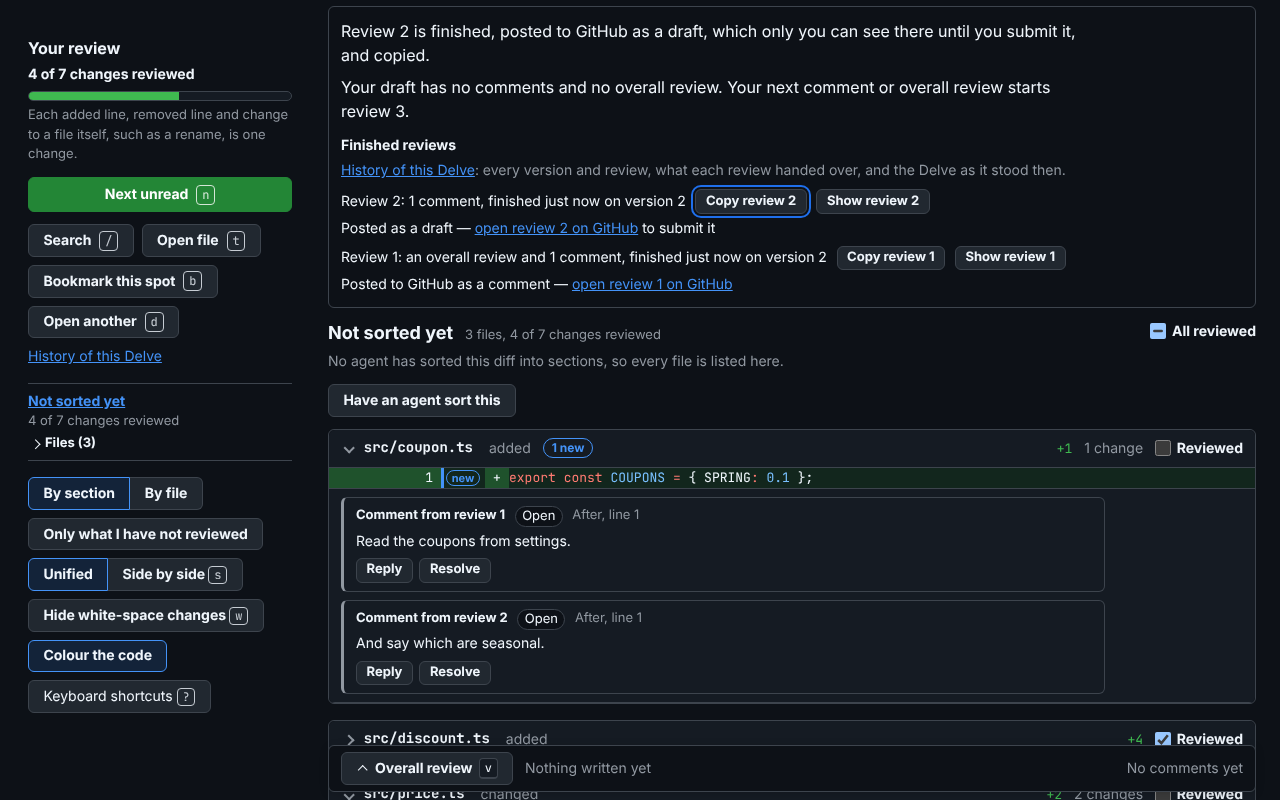 Your review
4 of 7 changes reviewed
Each added line, removed line and change
to a file itself, such as a rename, is one
change.
Next unread n
Search / Open file t
Bookmark this spot b
Open another d
History of this Delve
Not sorted yet
4 of 7 changes reviewed
Files (3)
By section By file
Only what I have not reviewed
Unified Side by side s
Hide white-space changes w
Colour the code
Keyboard shortcuts ?
Review 2 is finished, posted to GitHub as a draft, which only you can see there until you submit it,
and copied.
Your draft has no comments and no overall review. Your next comment or overall review starts
review 3.
Finished reviews
History of this Delve: every version and review, what each review handed over, and the Delve as it stood then.
Review 2: 1 comment, finished just now on version 2 Copy review 2 Show review 2
Posted as a draft — open review 2 on GitHub to submit it
Review 1: an overall review and 1 comment, finished just now on version 2 Copy review 1 Show review 1
Posted to GitHub as a comment — open review 1 on GitHub
Not sorted yet 3 files, 4 of 7 changes reviewed All reviewed
No agent has sorted this diff into sections, so every file is listed here.
Have an agent sort this
src/coupon.ts added 1 new +1 1 change Reviewed
1 new + export const COUPONS = { SPRING: 0.1 };
Comment from review 1 Open After, line 1
Read the coupons from settings.
Reply Resolve
Comment from review 2 Open After, line 1
And say which are seasonal.
Reply Resolve
src/discount.ts added +4 Reviewed
Overall review v Nothing written yet No comments yet
src/price.ts changed +2 2 changes Reviewed